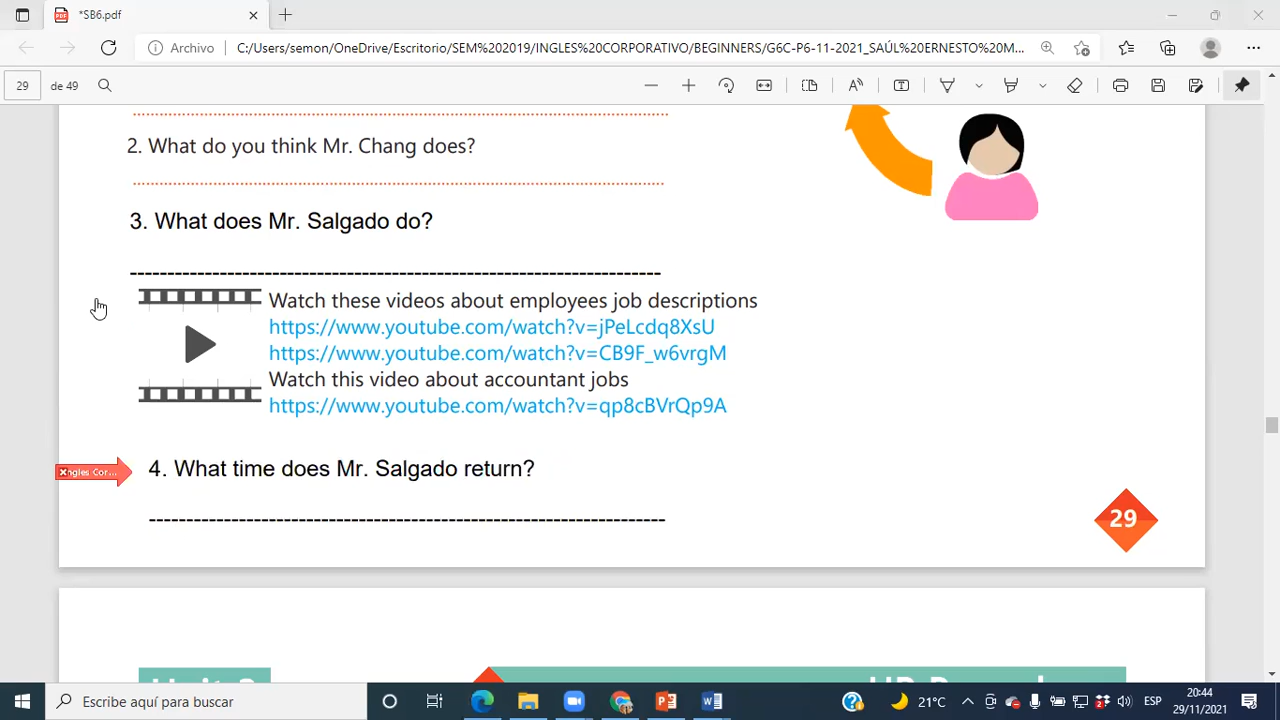 *SB6.pdf
Archivo
C:/Users/semon/OneDrive/Escritorio/SEM%202019/INGLES%20CORPORATIVO/BEGINNERS/G6C-P6-11-2021_SAÚL%20ERNESTO%20M...
29 de 49
2. What do you think Mr. Chang does?
3. What does Mr. Salgado do?
Watch these videos about employees job descriptions
https://www.youtube.com/watch?v=jPeLcdq8XsU
https://www.youtube.com/watch?v=CB9F_w6vrgM
Watch this video about accountant jobs
https://www.youtube.com/watch?v=qp8cBVrQp9A
ngles Cor...
4. What time does Mr. Salgado return?
29
Escribe aquí para buscar
21°C
ESP
20:44
29/11/2021